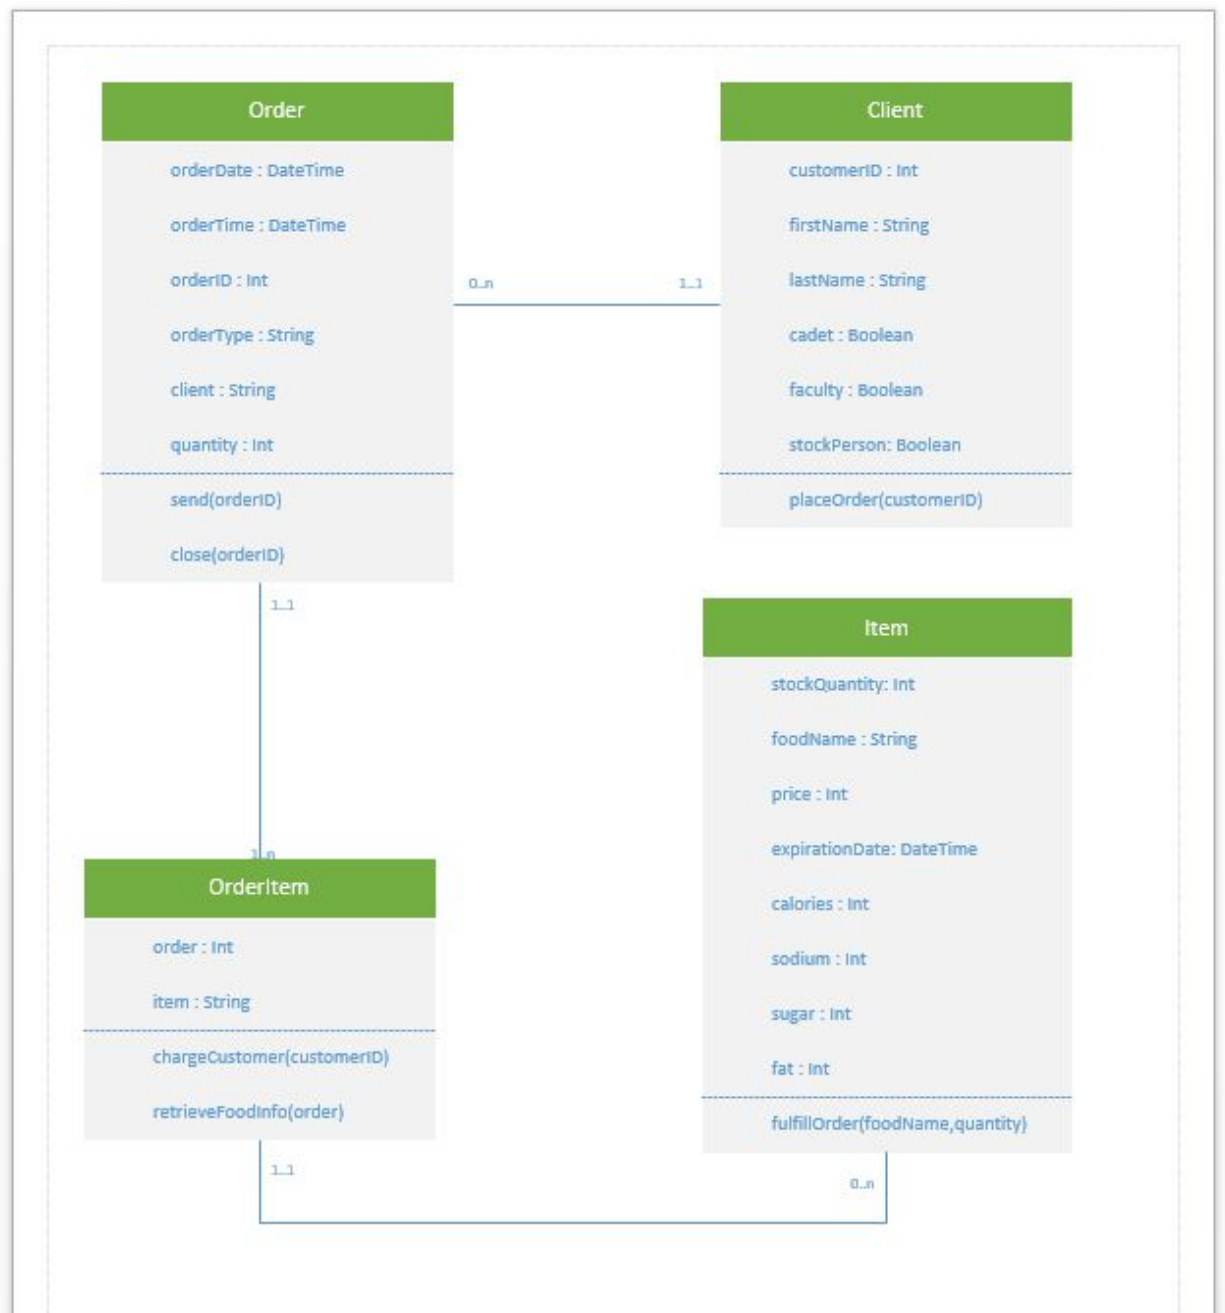 Order
orderDate : DateTime
orderTime : DateTime
orderID : Int
orderType : String
client : String
quantity : Int
send(orderID)
close(orderID)
0..n
1..1
Client
customerID : Int
firstName : String
lastName : String
cadet : Boolean
faculty : Boolean
stockPerson: Boolean
placeOrder(customerID)
1..1
1..n
OrderItem
order : Int
item : String
chargeCustomer(customerID)
retrieveFoodInfo(order)
1..1
Item
stockQuantity: Int
foodName : String
price : Int
expirationDate: DateTime
calories : Int
sodium : Int
sugar : Int
fat : Int
fulfillOrder(foodName,quantity)
0..n